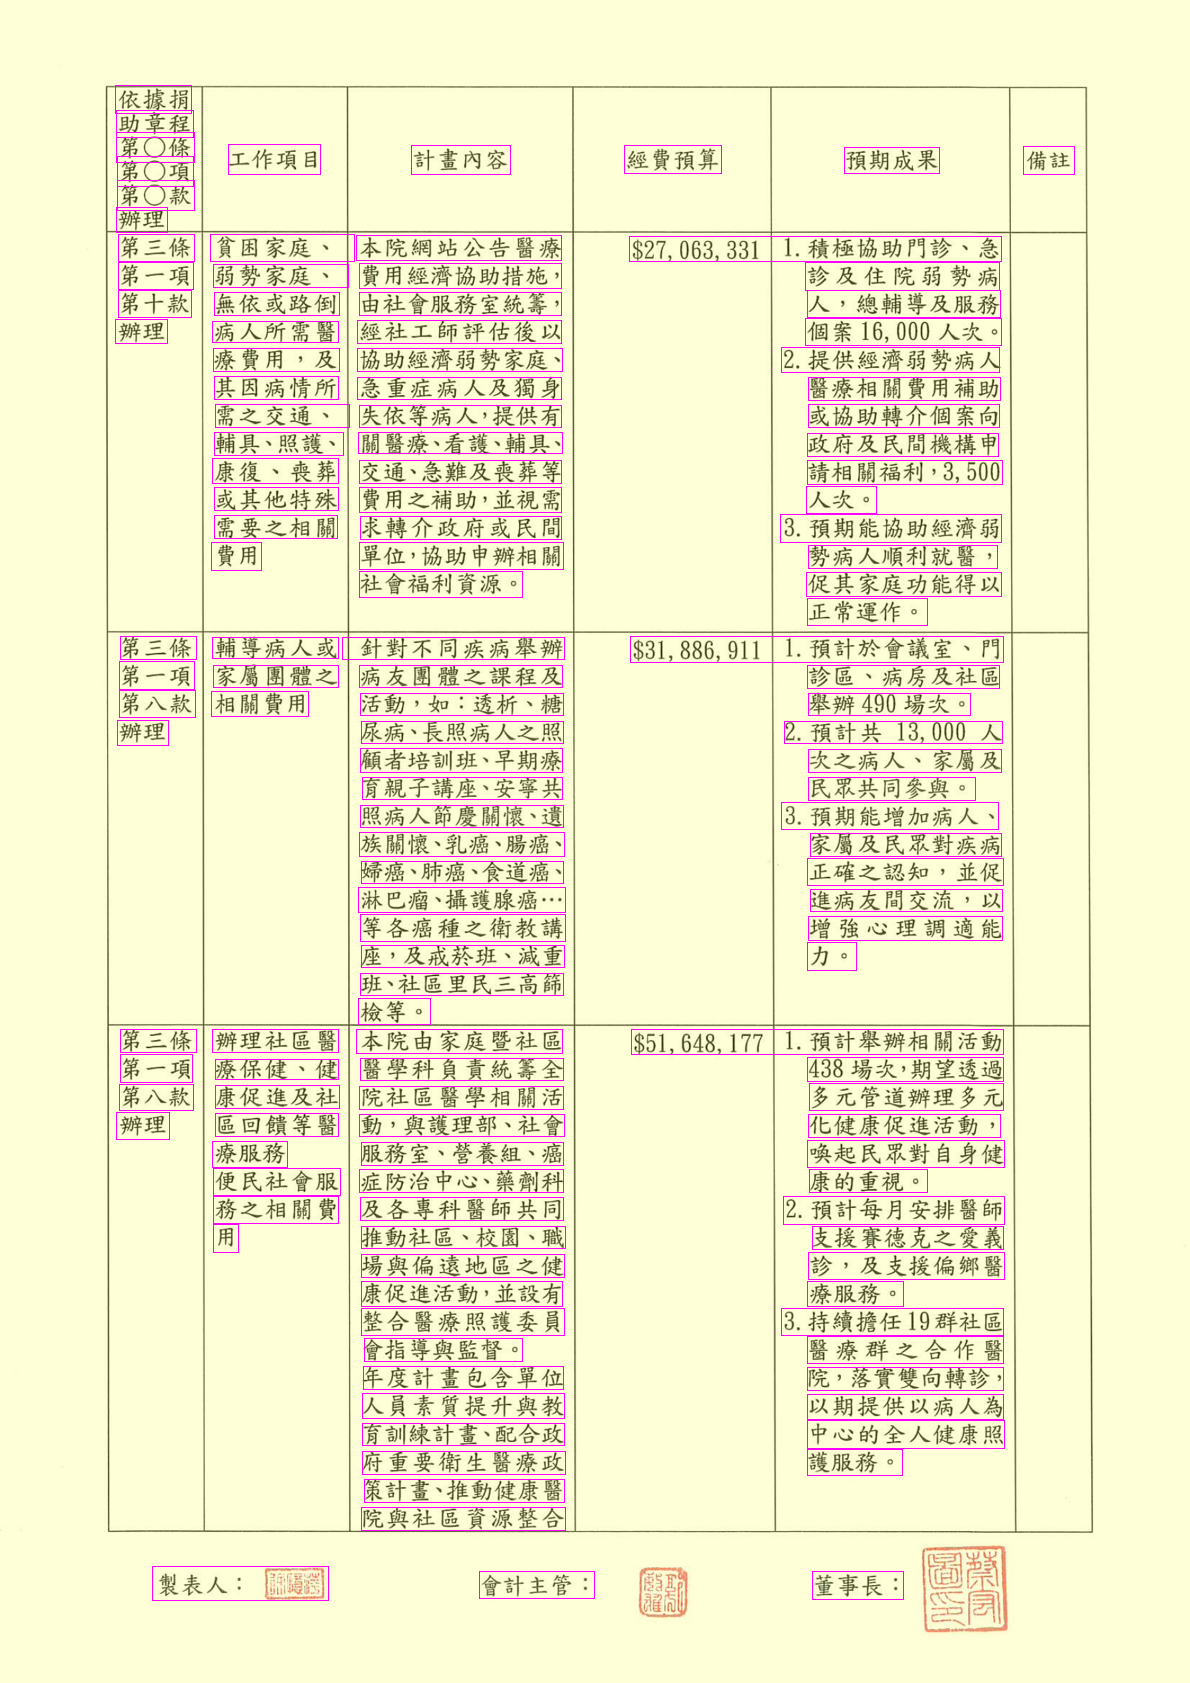 依據捐
助章程
第〇條
第〇項
第〇款
辦理
工作項目
計畫內容
經費預算
預期成果
備註
第三條
第一項
第十款
辦理
貧困家庭、
弱勢家庭、
無依或路倒
病人所需醫
療費用，及
其因病情所
需之交通、
輔具、照護、
康復、喪葬
或其他特殊
需要之相關
費用
本院網站公告醫療
費用經濟協助措施，
由社會服務室統籌，
經社工師評估後以
協助經濟弱勢家庭、
急重症病人及獨身
失依等病人，提供有
關醫療、看護、輔具、
交通、急難及喪葬等
費用之補助，並視需
求轉介政府或民間
單位，協助申辦相關
社會福利資源。
$27,063,331
1. 積極協助門診、急
診及住院弱勢病
人，總輔導及服務
個案 16,000 人次。
2. 提供經濟弱勢病人
醫療相關費用補助
或協助轉介個案向
政府及民間機構申
請相關福利，3,500
人次。
3. 預期能協助經濟弱
勢病人順利就醫，
促其家庭功能得以
正常運作。
第三條
第一項
第八款
辦理
輔導病人或
家屬團體之
相關費用
針對不同疾病舉辦
病友團體之課程及
活動，如：透析、糖
尿病、長照病人之照
顧者培訓班、早期療
育親子講座、安寧共
照病人節慶關懷、遺
族關懷、乳癌、腸癌、
婦癌、肺癌、食道癌、
淋巴瘤、攝護腺癌…
等各癌種之衛教講
座，及戒菸班、減重
班、社區里民三高篩
檢等。
$31,886,911
1. 預計於會議室、門
診區、病房及社區
舉辦 490 場次。
2. 預計共 13,000 人
次之病人、家屬及
民眾共同參與。
3. 預期能增加病人、
家屬及民眾對疾病
正確之認知，並促
進病友間交流，以
增強心理調適能
力。
第三條
第一項
第八款
辦理
辦理社區醫
療保健、健
康促進及社
區回饋等醫
療服務
便民社會服
務之相關費
用
本院由家庭暨社區
醫學科負責統籌全
院社區醫學相關活
動，與護理部、社會
服務室、營養組、癌
症防治中心、藥劑科
及各專科醫師共同
推動社區、校園、職
場與偏遠地區之健
康促進活動，並設有
整合醫療照護委員
會指導與監督。
年度計畫包含單位
人員素質提升與教
育訓練計畫、配合政
府重要衛生醫療政
策計畫、推動健康醫
院與社區資源整合
$51,648,177
1. 預計舉辦相關活動
438 場次，期望透過
多元管道辦理多元
化健康促進活動，
喚起民眾對自身健
康的重視。
2. 預計每月安排醫師
支援賽德克之愛義
診，及支援偏鄉醫
療服務。
3. 持續擔任 19 群社區
醫療群之合作醫
院，落實雙向轉診，
以期提供以病人為
中心的全人健康照
護服務。
製表人：
會計主管：
董事長：